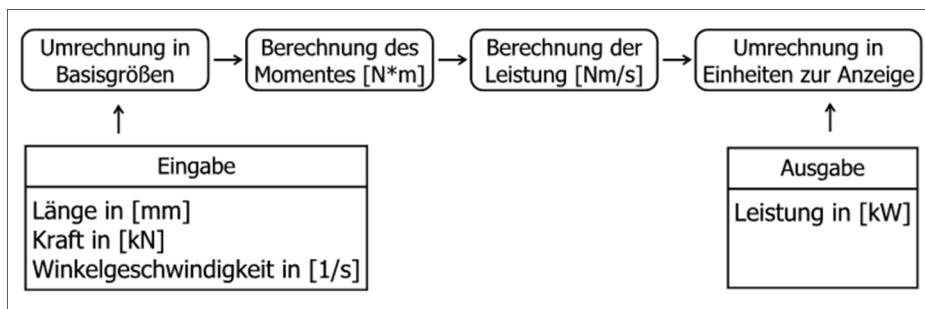 Umrechnung in
Basisgrößen
Berechnung des
Momentes [N*m]
Berechnung der
Leistung [Nm/s]
Umrechnung in
Einheiten zur Anzeige
Eingabe
Länge in [mm]
Kraft in [kN]
Winkelgeschwindigkeit in [1/s]
Ausgabe
Leistung in [kW]